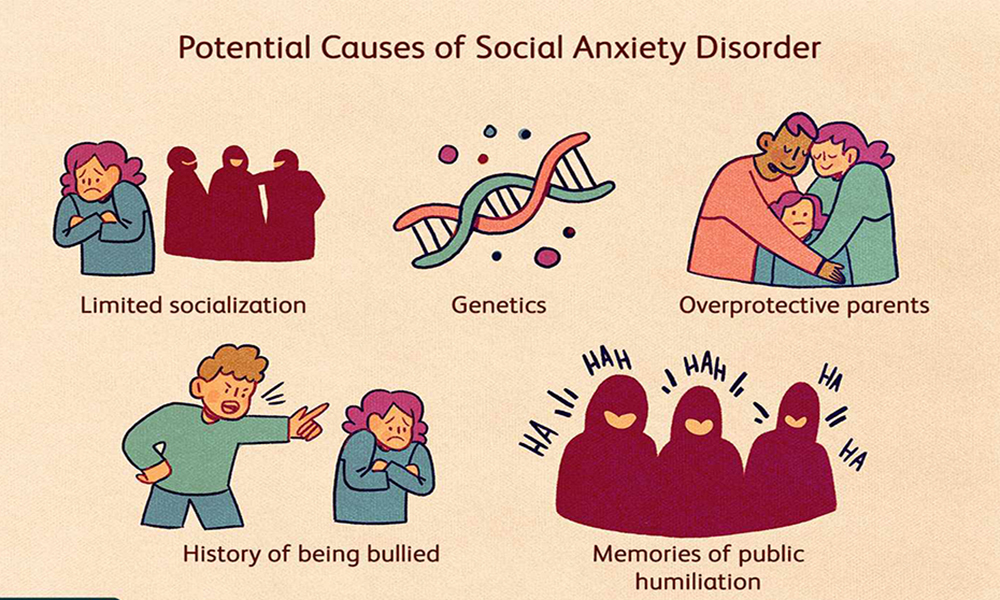 Potential Causes of Social Anxiety Disorder
Limited socialization
Genetics
Overprotective parents
HA
HAH
HAH
HA
HA
History of being bullied
Memories of public
humiliation